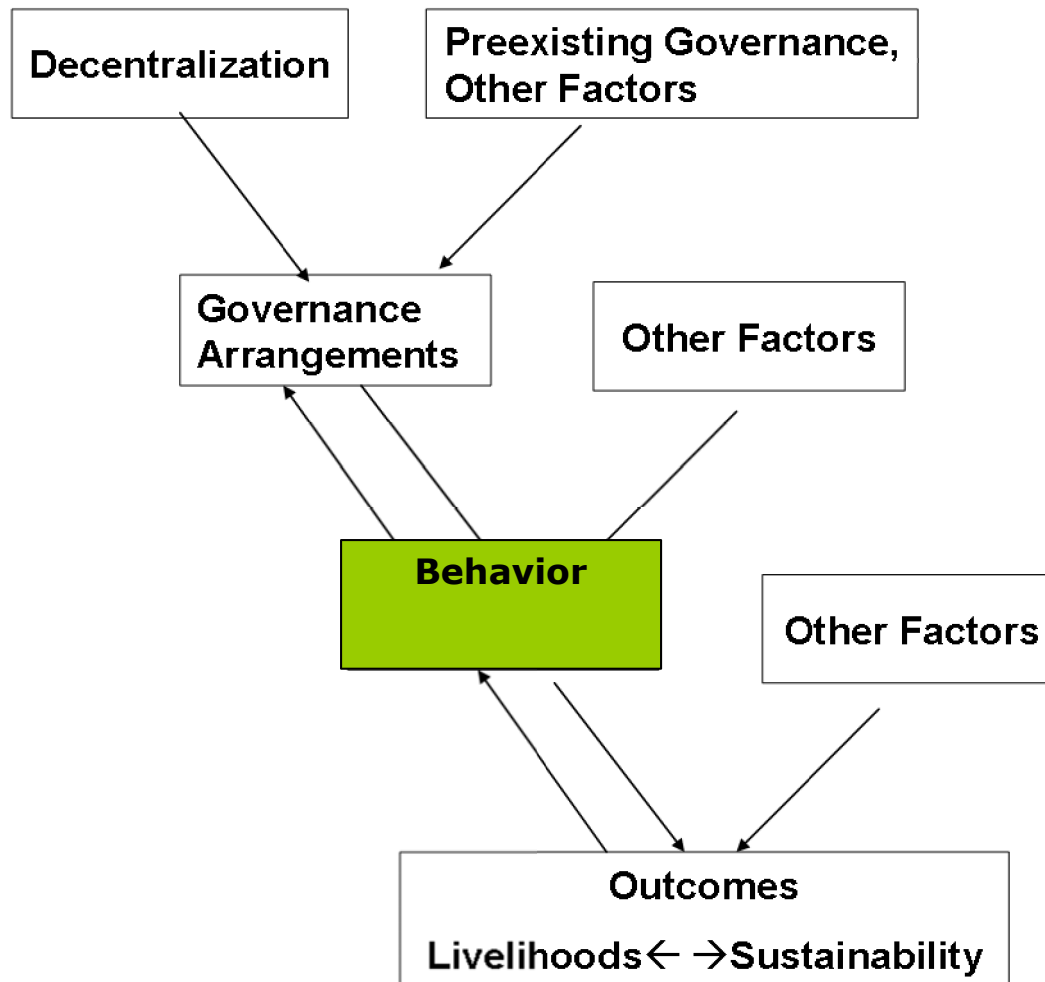 Decentralization
Preexisting Governance,
Other Factors
Governance
Arrangements
Other Factors
Behavior
Other Factors
Outcomes
Livelihoods← →Sustainability